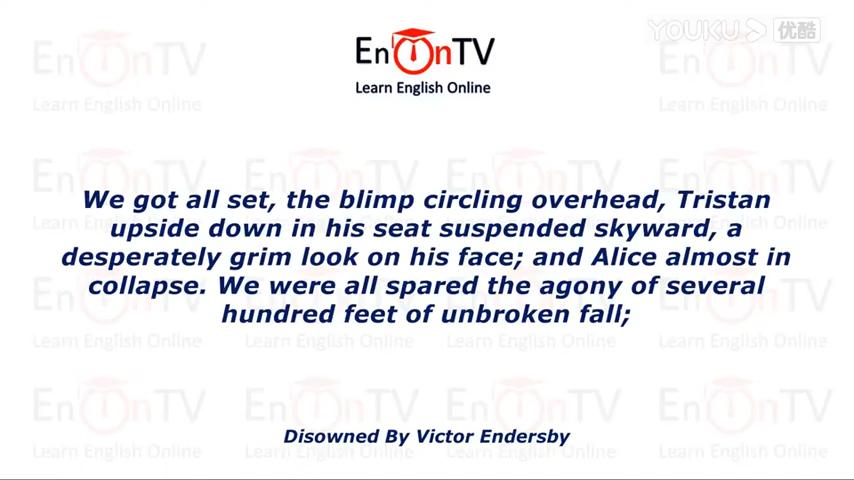 YOUKU 优酷
EnOnTV
Learn English Online
We got all set, the blimp circling overhead, Tristan
upside down in his seat suspended skyward, a
desperately grim look on his face; and Alice almost in
collapse. We were all spared the agony of several
hundred feet of unbroken fall;
Disowned By Victor Endersby